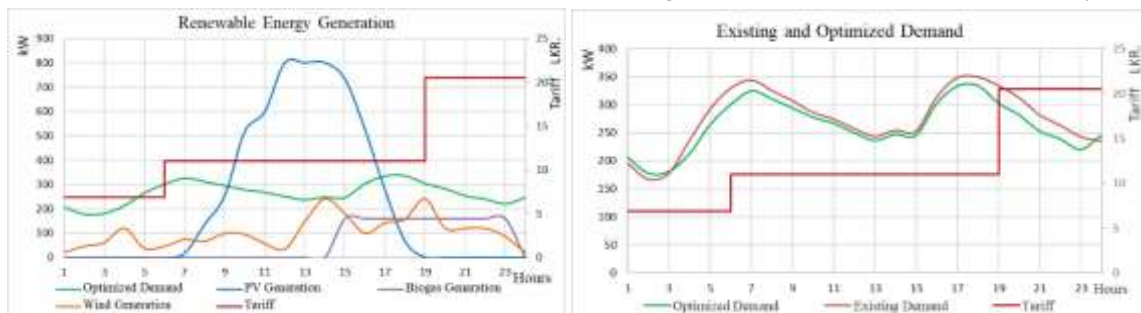 Renewable Energy Generation
kW
900
800
700
600
500
400
300
200
100
0
25
20
15
10
5
0
Tariff LKR.
1 3 5 7 9 11 13 15 17 19 21 23 Hours
Optimized Demand PV Generation Biogas Generation
Wind Generation Tariff
Existing and Optimized Demand
kW
400
350
300
250
200
150
100
50
0
25
20
15
10
5
0
Tariff LKR.
1 3 5 7 9 11 13 15 17 19 21 23 Hours
Optimized Demand Existing Demand Tariff